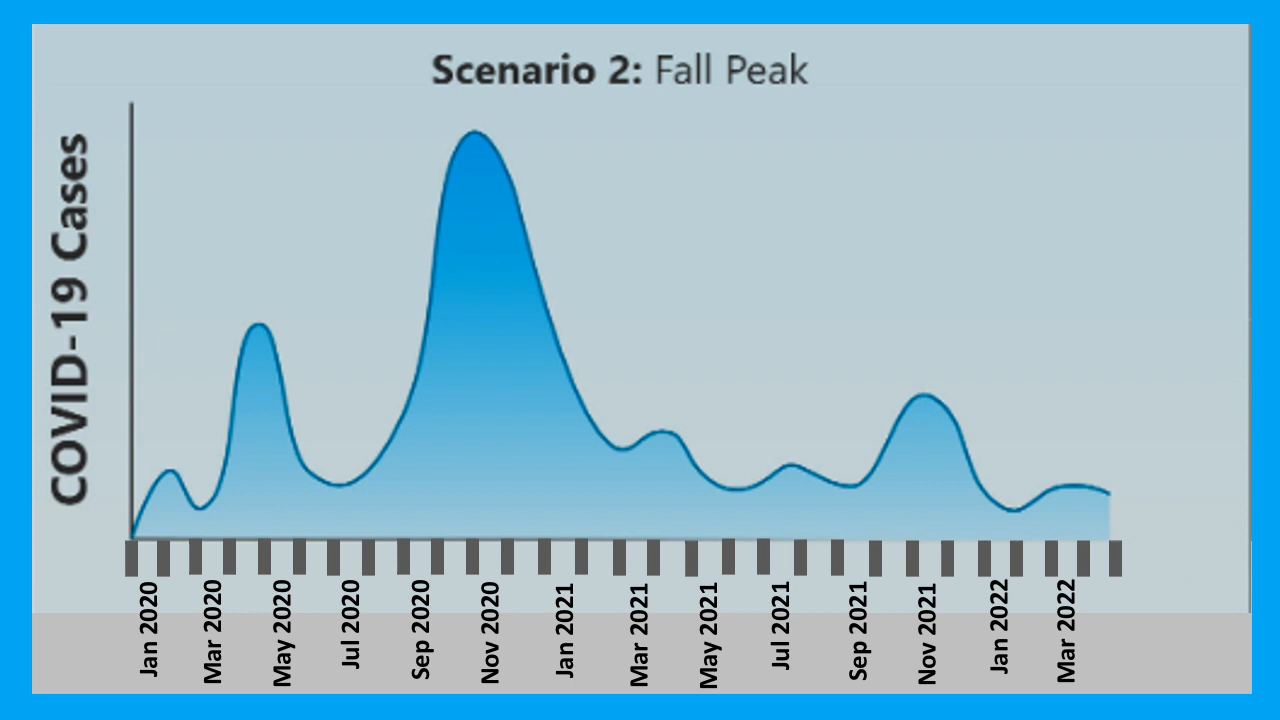 Scenario 2: Fall Peak
COVID-19 Cases
Jan 2020
Mar 2020
May 2020
Jul 2020
Sep 2020
Nov 2020
Jan 2021
Mar 2021
May 2021
Jul 2021
Sep 2021
Nov 2021
Jan 2022
Mar 2022